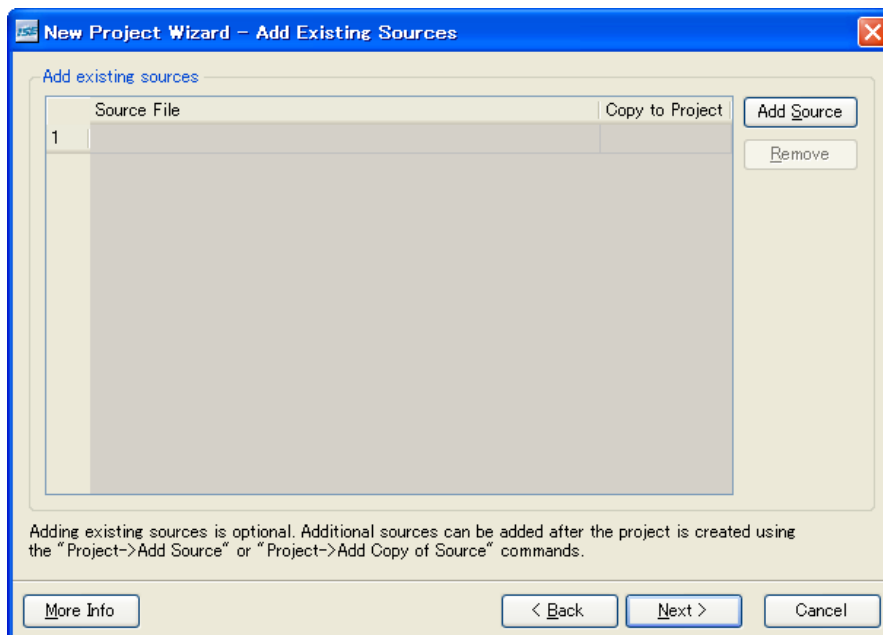 ISE New Project Wizard - Add Existing Sources
Add existing sources
Source File Copy to Project
1
Add Source
Remove
Adding existing sources is optional. Additional sources can be added after the project is created using
the "Project->Add Source" or "Project->Add Copy of Source" commands.
More Info
< Back
Next >
Cancel